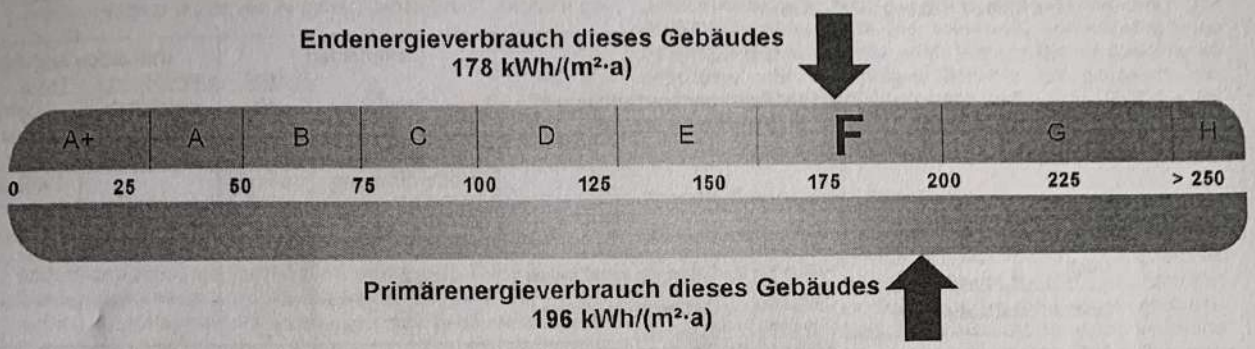 Endenergieverbrauch dieses Gebäudes
178 kWh/(m²·a)
A+ A B C D E F G H
0 25 50 75 100 125 150 175 200 225 > 250
Primärenergieverbrauch dieses Gebäudes
196 kWh/(m²·a)